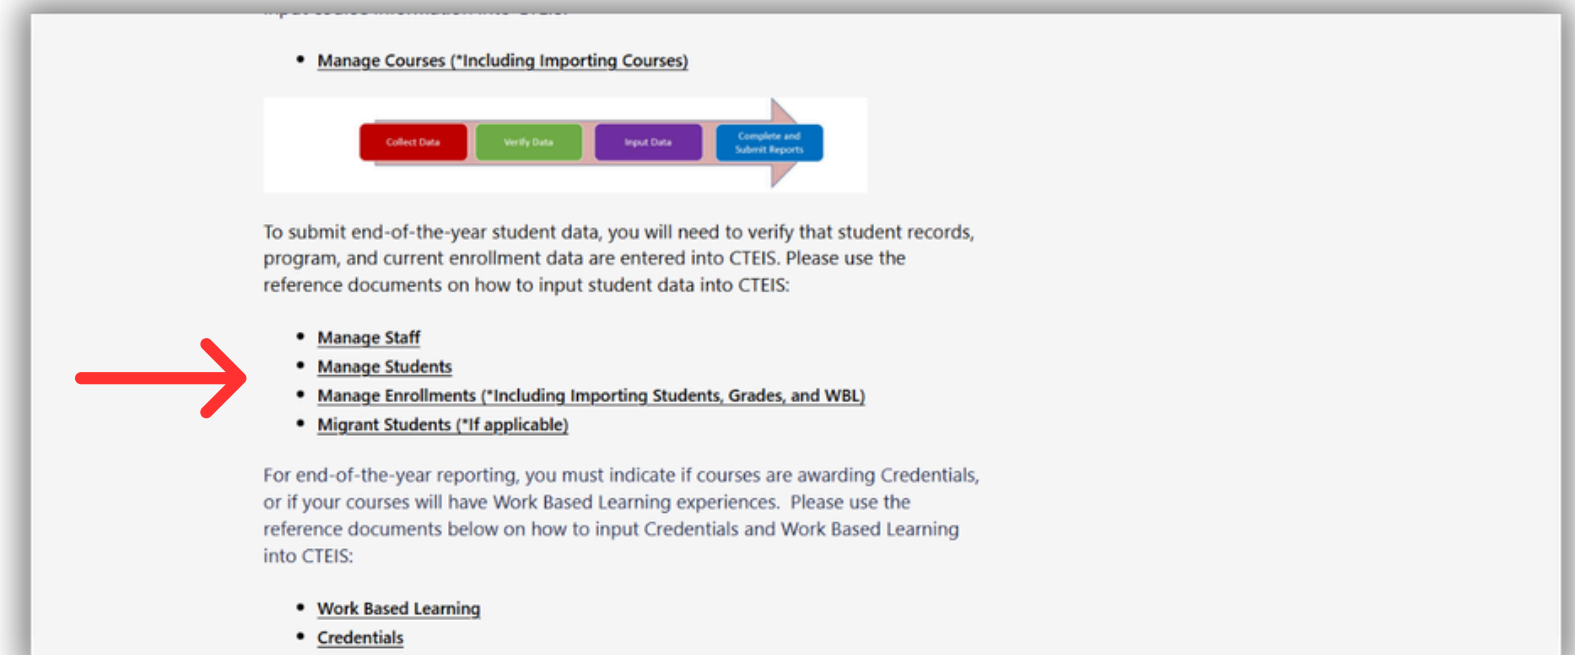 Manage Courses (*Including Importing Courses)
Collect Data
Verify Data
Input Data
Complete and
Submit Reports
To submit end-of-the-year student data, you will need to verify that student records,
program, and current enrollment data are entered into CTEIS. Please use the
reference documents on how to input student data into CTEIS:
Manage Staff
Manage Students
Manage Enrollments (*Including Importing Students, Grades, and WBL)
Migrant Students (*If applicable)
For end-of-the-year reporting, you must indicate if courses are awarding Credentials,
or if your courses will have Work Based Learning experiences.  Please use the
reference documents below on how to input Credentials and Work Based Learning
into CTEIS:
Work Based Learning
Credentials